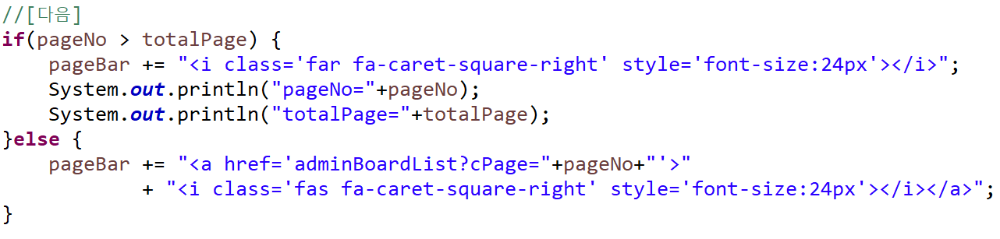 //[다음]
if(pageNo > totalPage) {
    pageBar += "<i class='far fa-caret-square-right' style='font-size:24px'></i>";
    System.out.println("pageNo="+pageNo);
    System.out.println("totalPage="+totalPage);
}else {
    pageBar += "<a href='adminBoardList?cPage="+pageNo+"'>"
            + "<i class='fas fa-caret-square-right' style='font-size:24px'></i></a>";
}